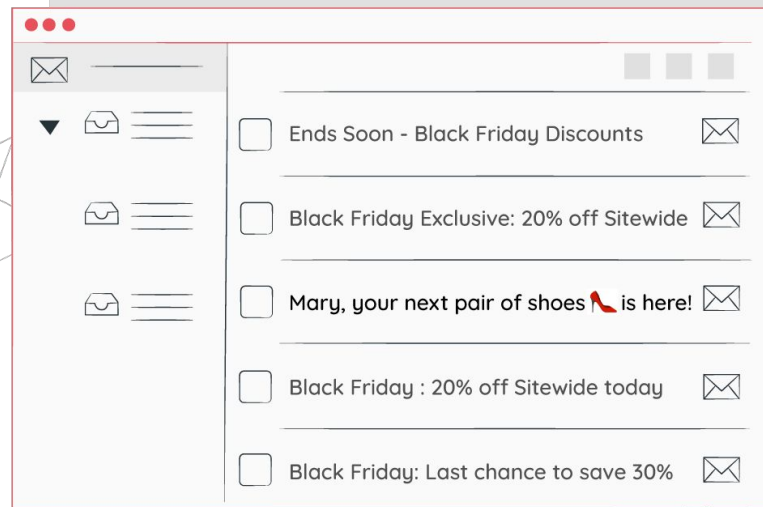 Ends Soon - Black Friday Discounts
Black Friday Exclusive: 20% off Sitewide
Mary, your next pair of shoes 👠 is here!
Black Friday : 20% off Sitewide today
Black Friday: Last chance to save 30%